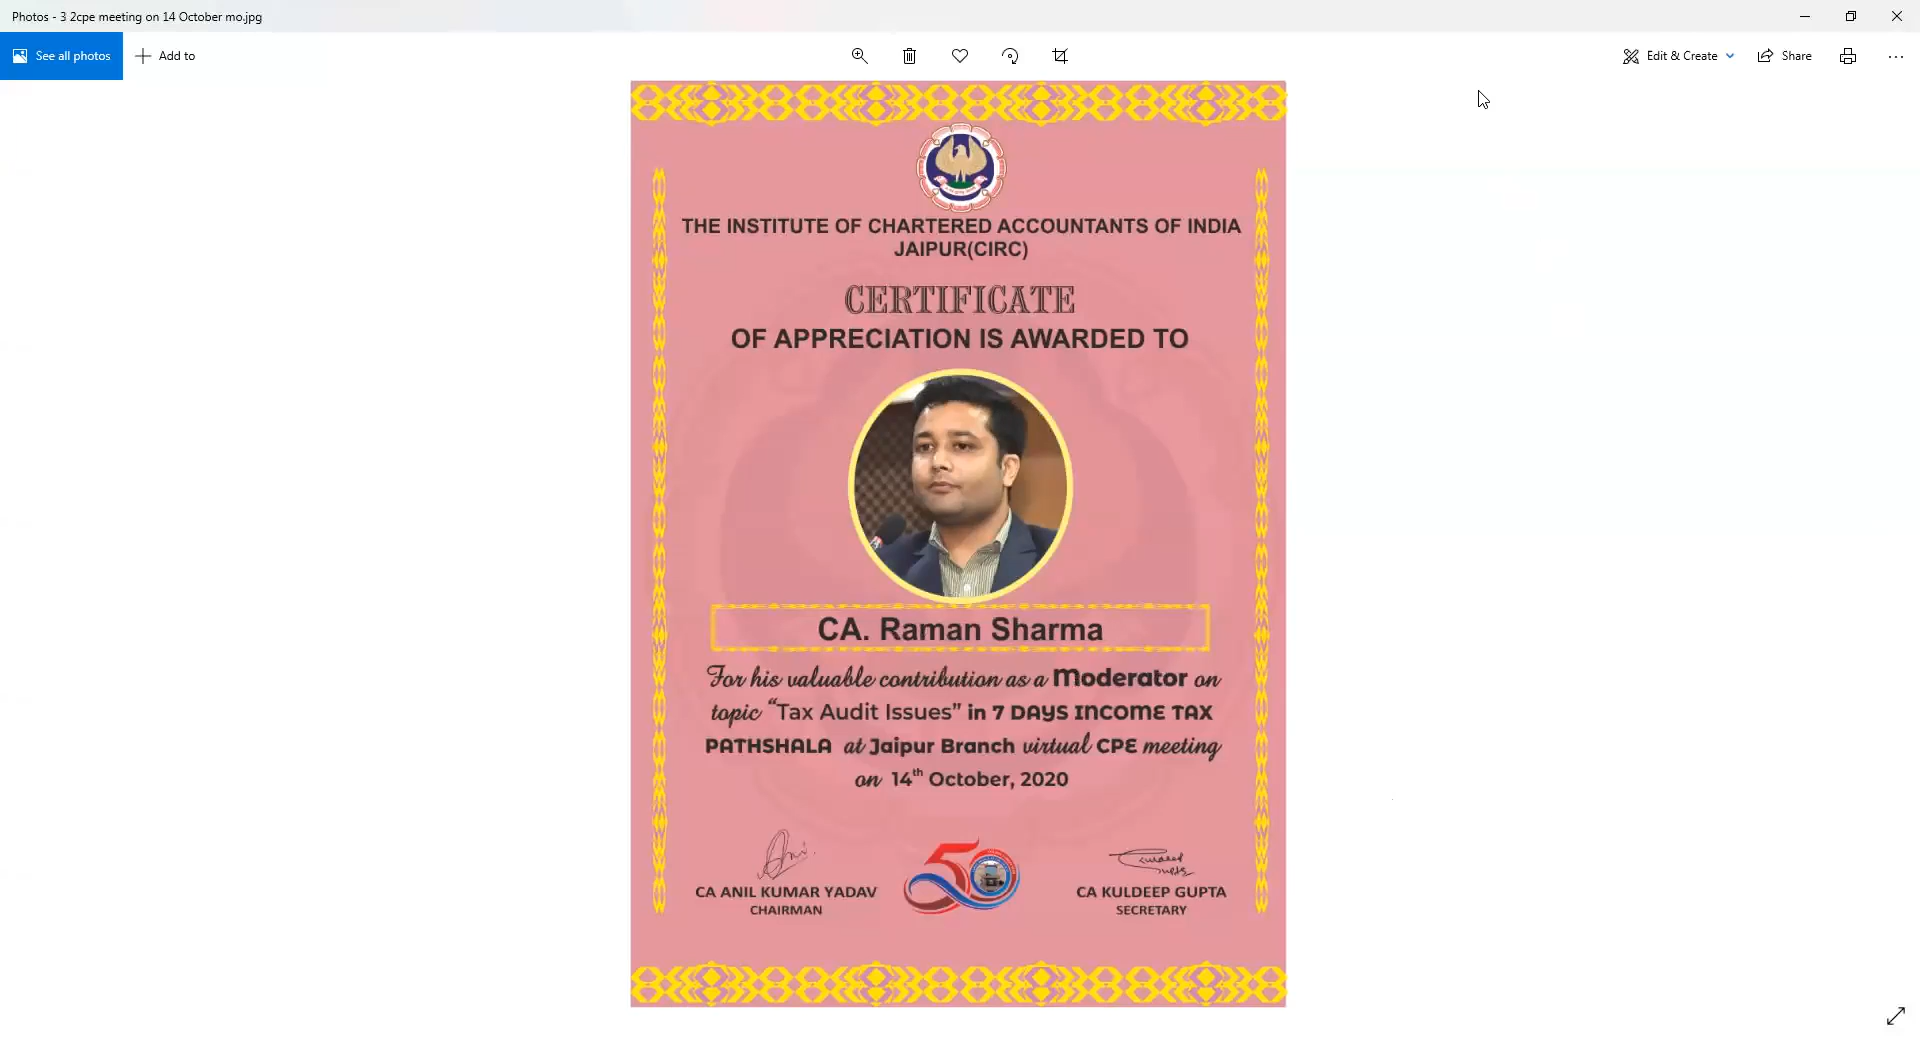 Photos - 3 2cpe meeting on 14 October mo.jpg
See all photos
Add to
Edit & Create
Share
THE INSTITUTE OF CHARTERED ACCOUNTANTS OF INDIA
JAIPUR(CIRC)
CERTIFICATE
OF APPRECIATION IS AWARDED TO
CA. Raman Sharma
For his valuable contribution as a Moderator on
topic “Tax Audit Issues” in 7 DAYS INCOME TAX
PATHSHALA at Jaipur Branch virtual CPE meeting
on 14th October, 2020
50
Kuldeep
Gupta
CA ANIL KUMAR YADAV
CHAIRMAN
CA KULDEEP GUPTA
SECRETARY